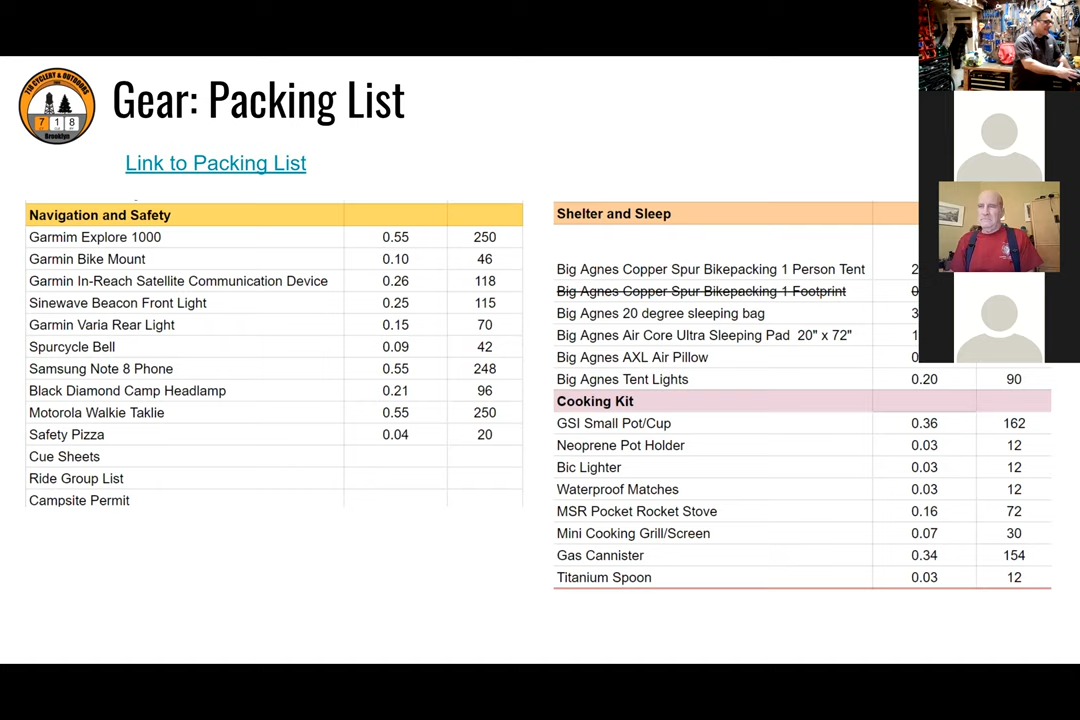 718 CYCLERY & OUTDOORS
7 1 8
Brooklyn
Gear: Packing List
Link to Packing List
Navigation and Safety
Garmim Explore 1000 0.55 250
Garmin Bike Mount 0.10 46
Garmin In-Reach Satellite Communication Device 0.26 118
Sinewave Beacon Front Light 0.25 115
Garmin Varia Rear Light 0.15 70
Spurcycle Bell 0.09 42
Samsung Note 8 Phone 0.55 248
Black Diamond Camp Headlamp 0.21 96
Motorola Walkie Taklie 0.55 250
Safety Pizza 0.04 20
Cue Sheets
Ride Group List
Campsite Permit
Shelter and Sleep
Big Agnes Copper Spur Bikepacking 1 Person Tent 2
Big Agnes Copper Spur Bikepacking 1 Footprint 0
Big Agnes 20 degree sleeping bag 3
Big Agnes Air Core Ultra Sleeping Pad 20" x 72" 1
Big Agnes AXL Air Pillow 0
Big Agnes Tent Lights 0.20 90
Cooking Kit
GSI Small Pot/Cup 0.36 162
Neoprene Pot Holder 0.03 12
Bic Lighter 0.03 12
Waterproof Matches 0.03 12
MSR Pocket Rocket Stove 0.16 72
Mini Cooking Grill/Screen 0.07 30
Gas Cannister 0.34 154
Titanium Spoon 0.03 12